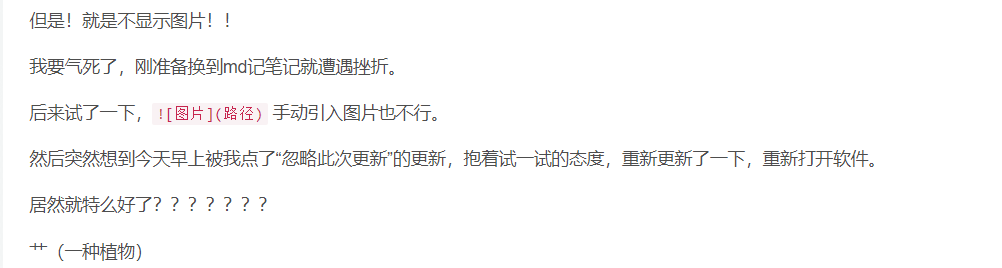 但是！就是不显示图片！！
我要气死了，刚准备换到md记笔记就遭遇挫折。
后来试了一下，![图片](路径) 手动引入图片也不行。
然后突然想到今天早上被我点了“忽略此次更新”的更新，抱着试一试的态度，重新更新了一下，重新打开软件。
居然就特么好了？？？？？？？
艹（一种植物）